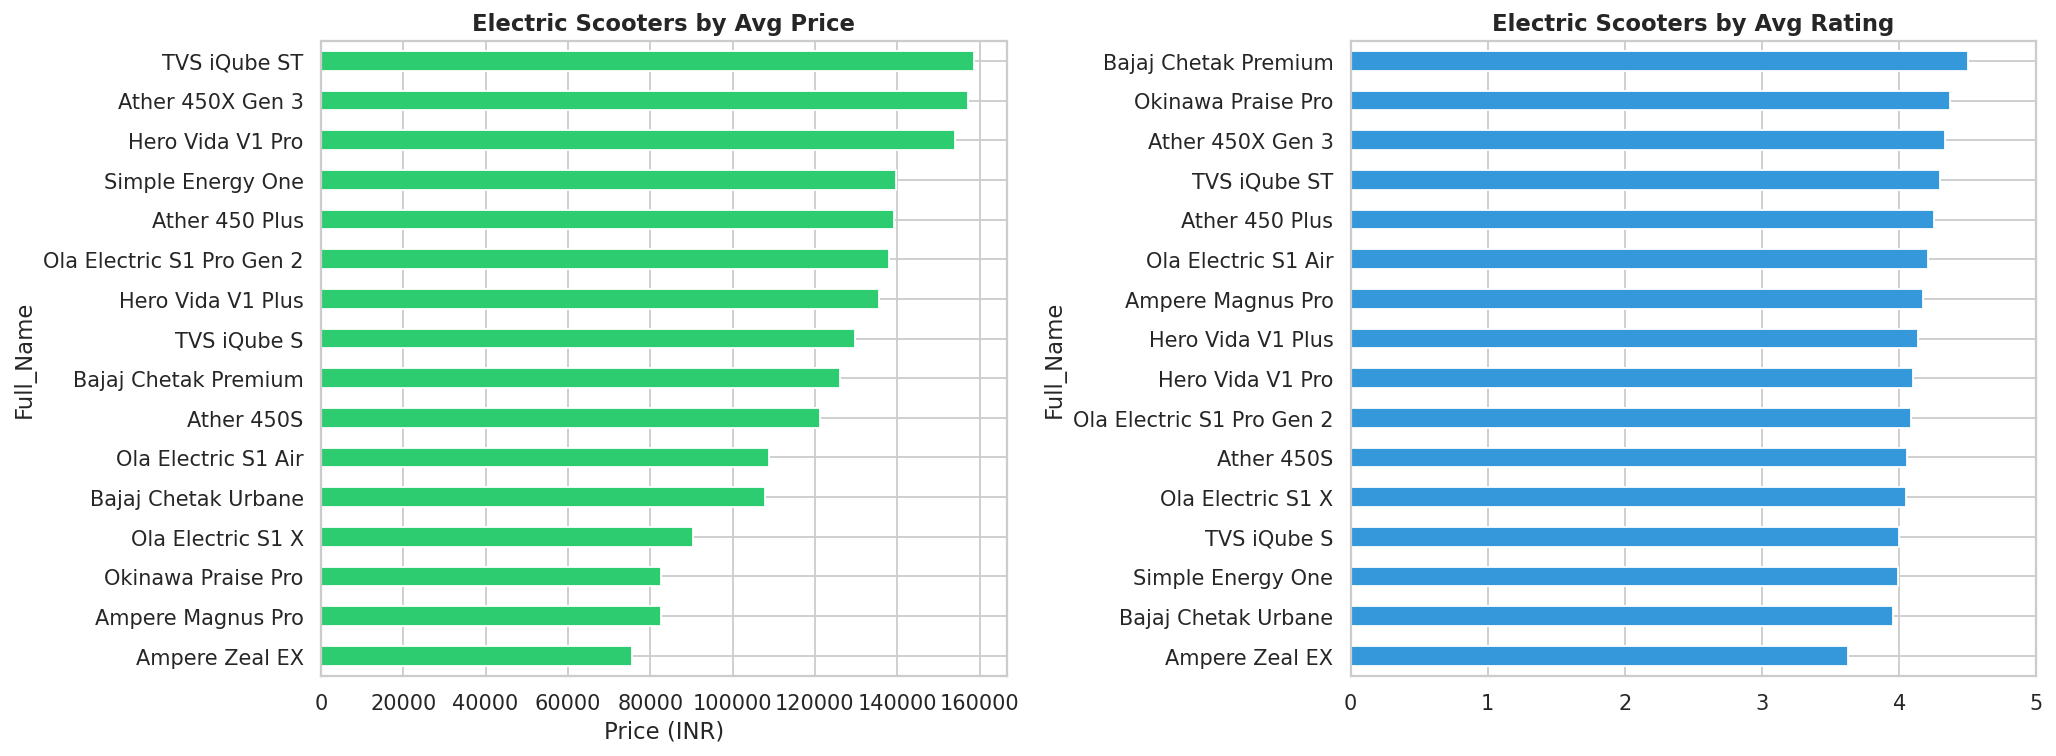 Electric Scooters by Avg Price
Full_Name
TVS iQube ST
Ather 450X Gen 3
Hero Vida V1 Pro
Simple Energy One
Ather 450 Plus
Ola Electric S1 Pro Gen 2
Hero Vida V1 Plus
TVS iQube S
Bajaj Chetak Premium
Ather 450S
Ola Electric S1 Air
Bajaj Chetak Urbane
Ola Electric S1 X
Okinawa Praise Pro
Ampere Magnus Pro
Ampere Zeal EX
0 20000 40000 60000 80000 100000 120000 140000 160000
Price (INR)
Electric Scooters by Avg Rating
Full_Name
Bajaj Chetak Premium
Okinawa Praise Pro
Ather 450X Gen 3
TVS iQube ST
Ather 450 Plus
Ola Electric S1 Air
Ampere Magnus Pro
Hero Vida V1 Plus
Hero Vida V1 Pro
Ola Electric S1 Pro Gen 2
Ather 450S
Ola Electric S1 X
TVS iQube S
Simple Energy One
Bajaj Chetak Urbane
Ampere Zeal EX
0 1 2 3 4 5